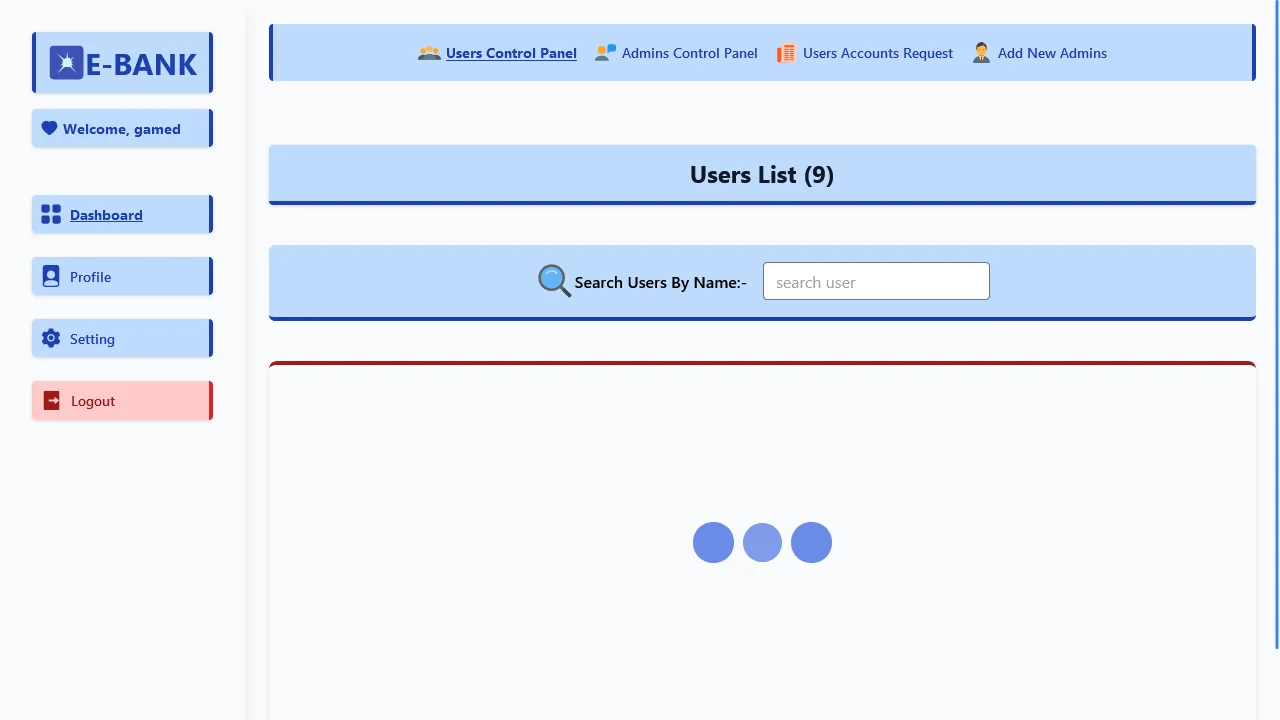 E-BANK
Welcome, gamed
Dashboard
Profile
Setting
Logout
Users Control Panel
Admins Control Panel
Users Accounts Request
Add New Admins
Users List (9)
Search Users By Name:-
search user